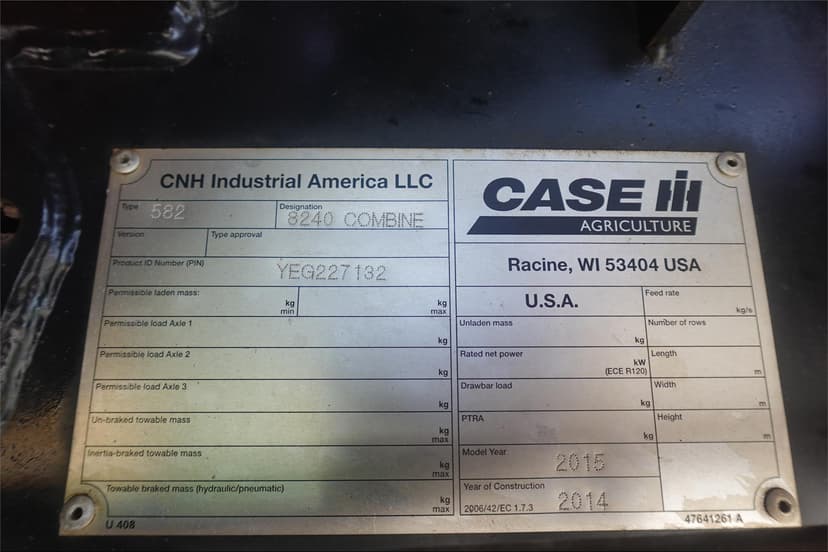 CNH Industrial America LLC
Type 582
Designation 8240 COMBINE
Version
Type approval
Product ID Number (PIN) YEG227132
Permissible laden mass: kg min kg max
Permissible load Axle 1 kg
Permissible load Axle 2 kg
Permissible load Axle 3 kg
Un-braked towable mass kg max
Inertia-braked towable mass kg max
Towable braked mass (hydraulic/pneumatic) kg max
U 408
CASE IH
AGRICULTURE
Racine, WI 53404 USA
U.S.A.
Feed rate kg/s
Unladen mass kg
Number of rows
Rated net power kW (ECE R120)
Length m
Drawbar load kg
Width m
PTRA kg
Height m
Model Year 2015
Year of Construction 2014
2006/42/EC 1.7.3
47641261 A